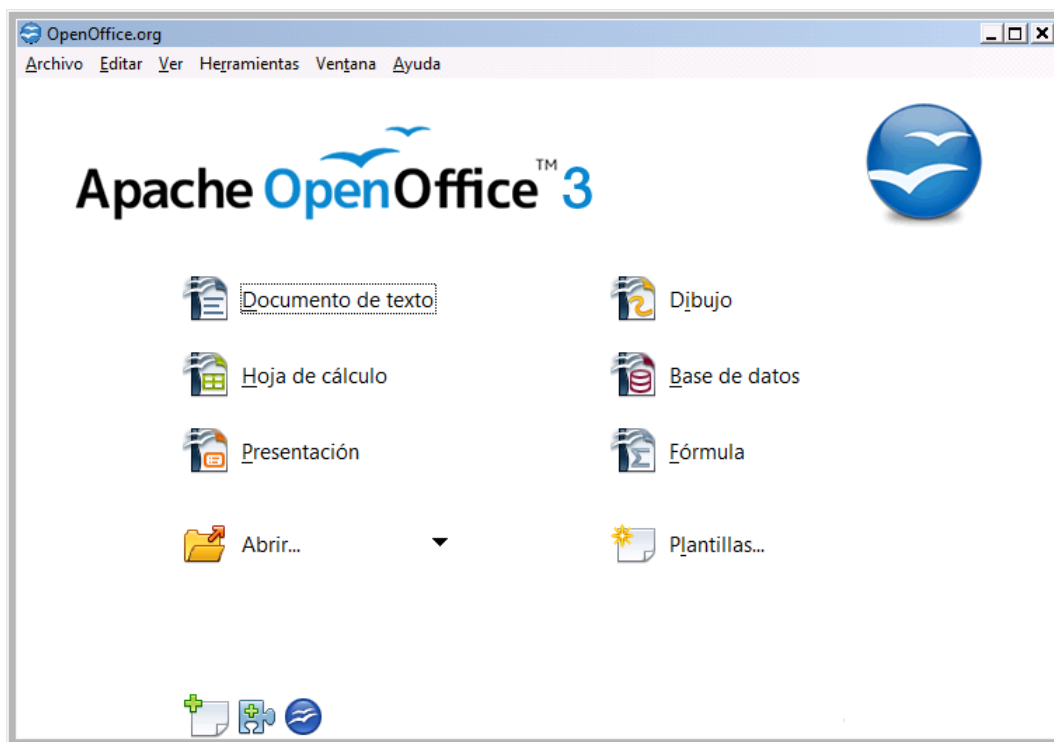 OpenOffice.org
Archivo Editar Ver Herramientas Ventana Ayuda
Apache OpenOffice™ 3
Documento de texto
Dibujo
Hoja de cálculo
Base de datos
Presentación
Fórmula
Abrir...
Plantillas...